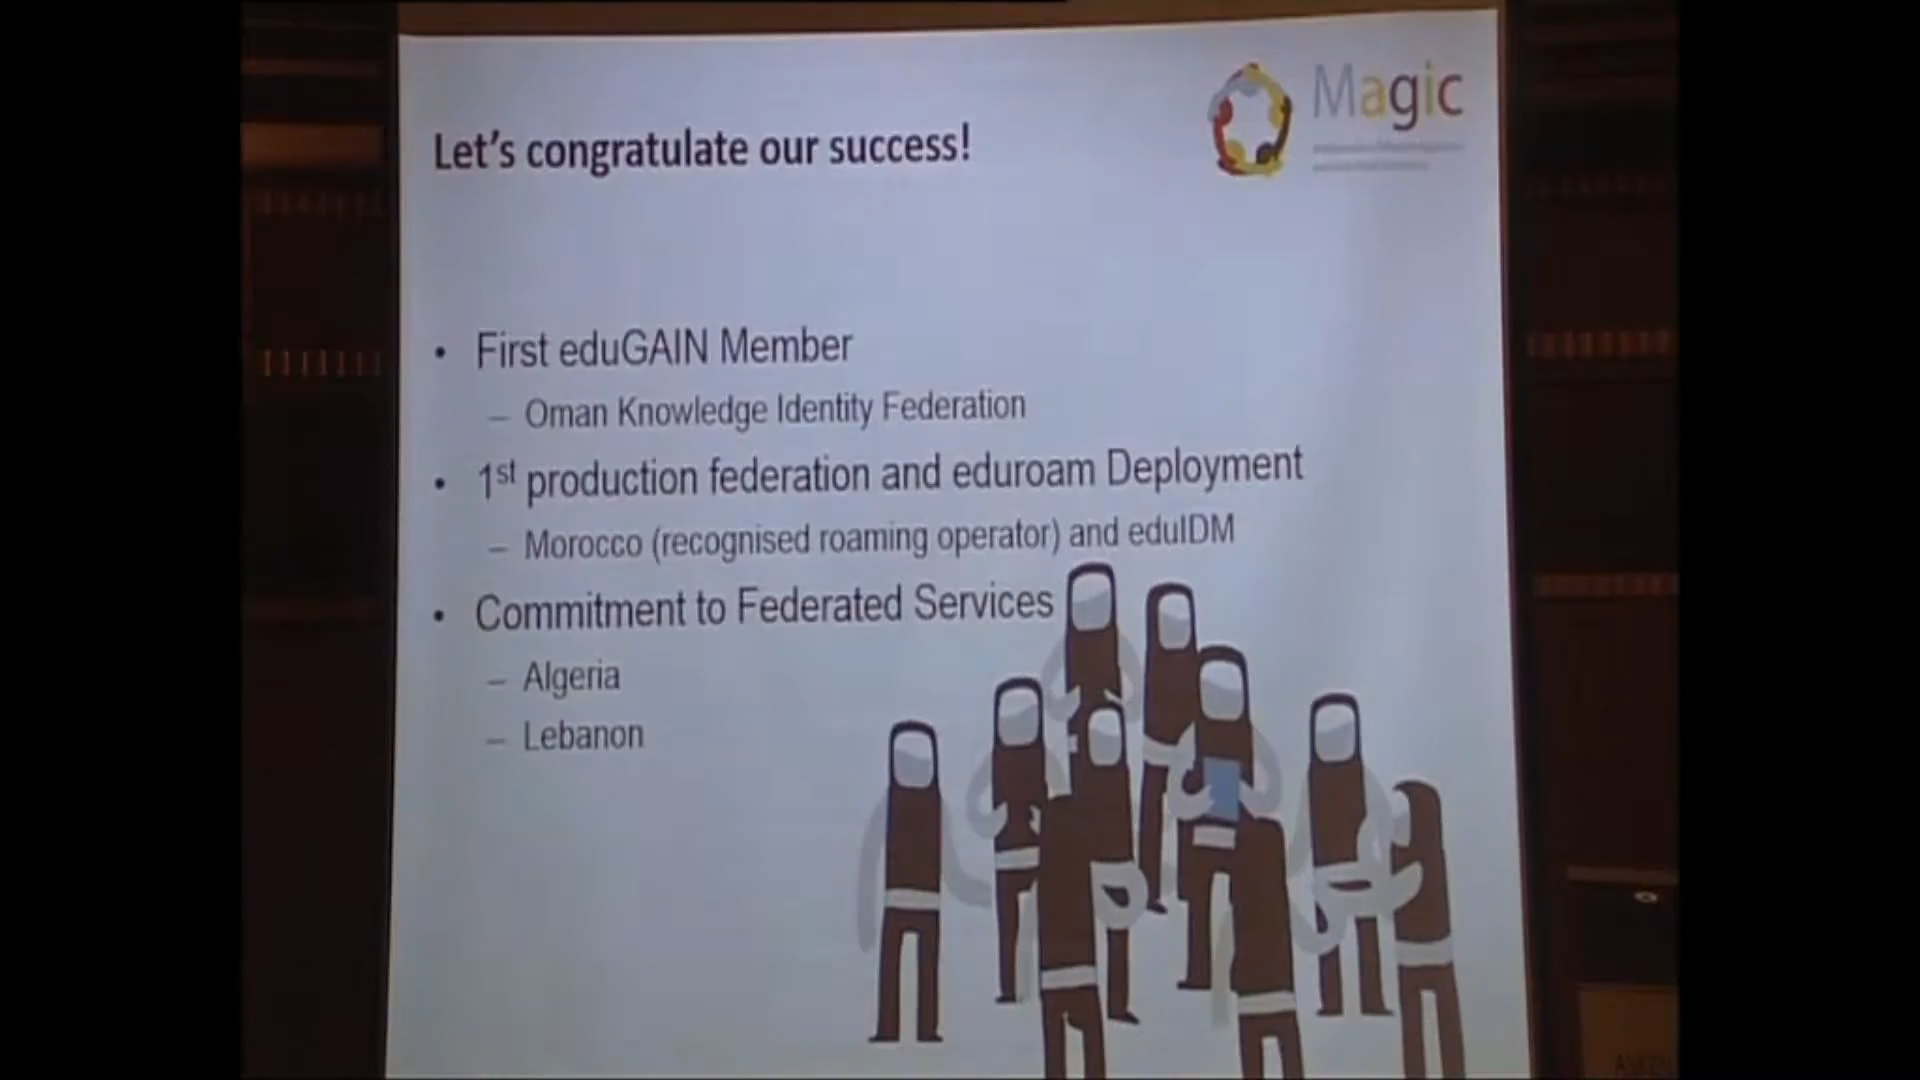 Magic
Let's congratulate our success!
• First eduGAIN Member
– Oman Knowledge Identity Federation
• 1st production federation and eduroam Deployment
– Morocco (recognised roaming operator) and eduIDM
• Commitment to Federated Services
– Algeria
– Lebanon